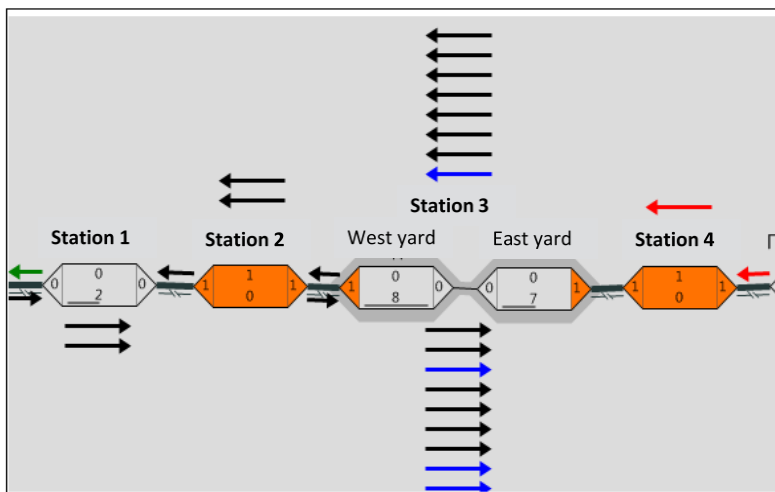 Station 3
Station 1
Station 2
West yard
East yard
Station 4
0 0 2 0
1 1 0 1
1 0 8 0
0 0 7 1
1 1 0 1